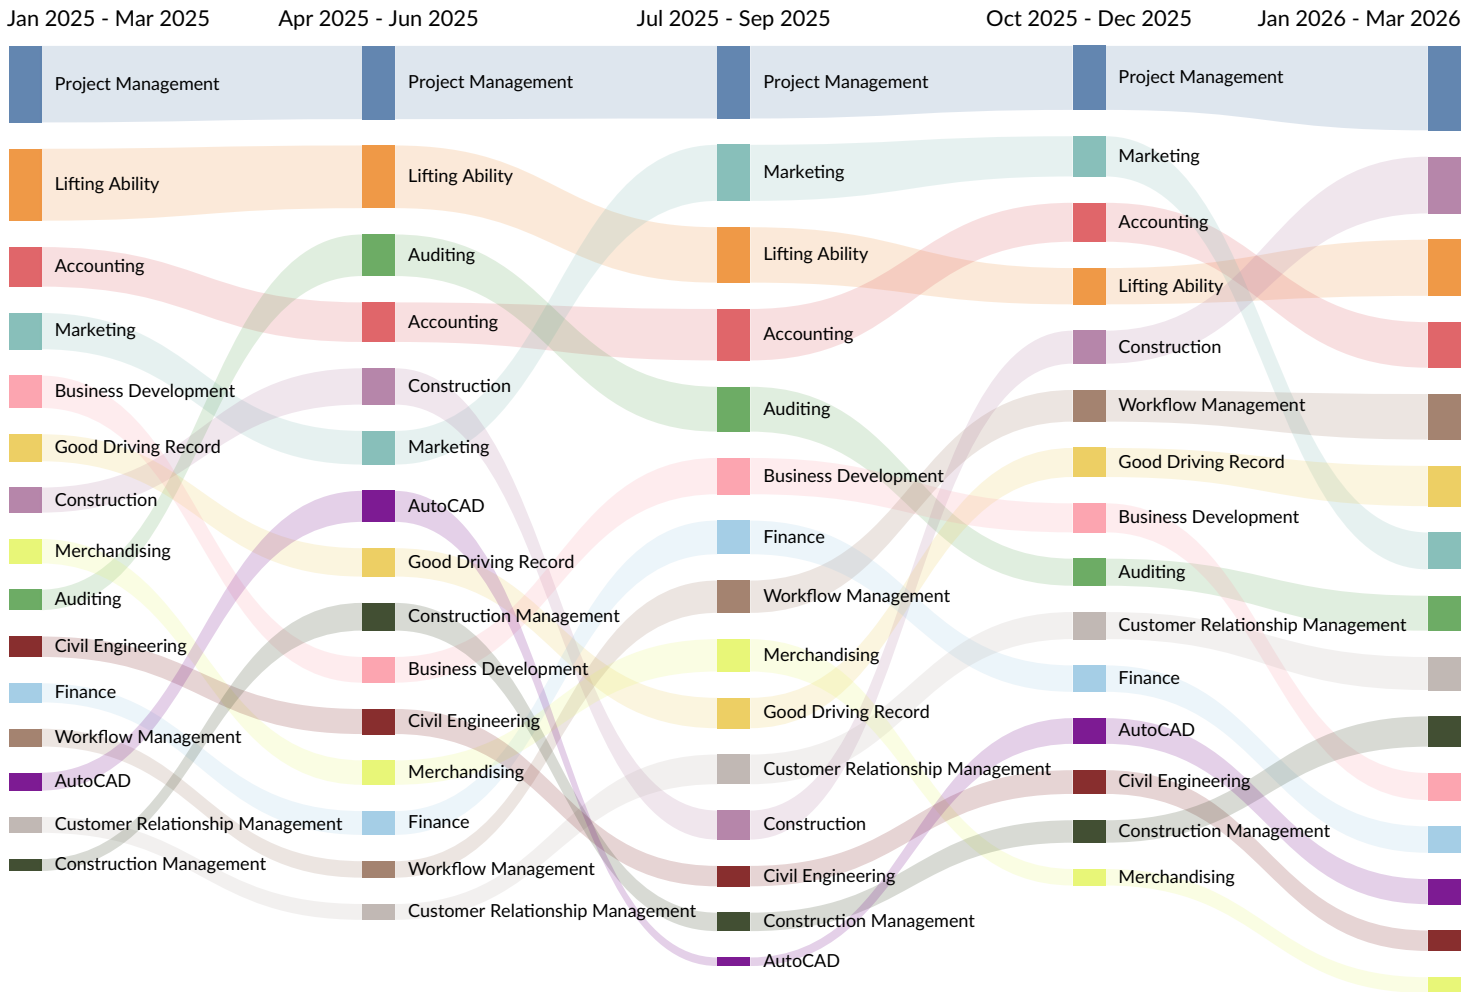 Jan 2025 - Mar 2025
Apr 2025 - Jun 2025
Jul 2025 - Sep 2025
Oct 2025 - Dec 2025
Jan 2026 - Mar 2026
Project Management
Lifting Ability
Accounting
Marketing
Business Development
Good Driving Record
Construction
Merchandising
Auditing
Civil Engineering
Finance
Workflow Management
AutoCAD
Customer Relationship Management
Construction Management
Project Management
Lifting Ability
Auditing
Accounting
Construction
Marketing
AutoCAD
Good Driving Record
Construction Management
Business Development
Civil Engineering
Merchandising
Finance
Workflow Management
Customer Relationship Management
Project Management
Marketing
Lifting Ability
Accounting
Auditing
Business Development
Finance
Workflow Management
Merchandising
Good Driving Record
Customer Relationship Management
Construction
Civil Engineering
Construction Management
AutoCAD
Project Management
Marketing
Accounting
Lifting Ability
Construction
Workflow Management
Good Driving Record
Business Development
Auditing
Customer Relationship Management
Finance
AutoCAD
Civil Engineering
Construction Management
Merchandising